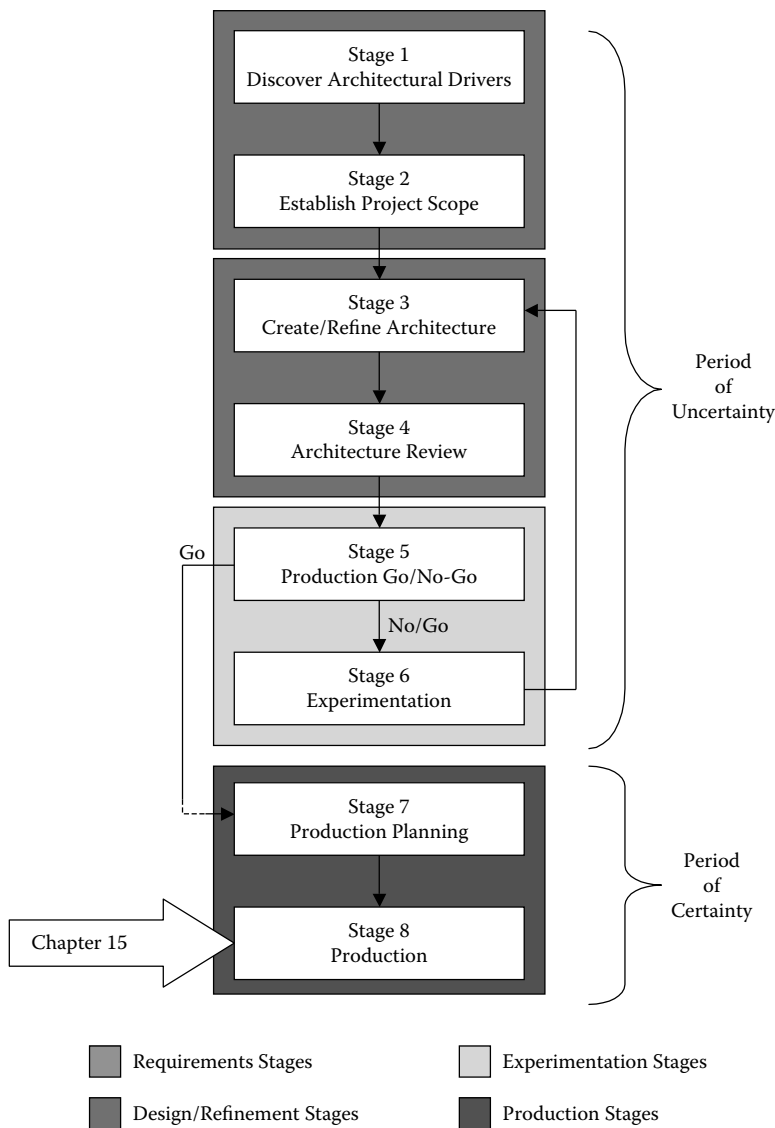 Stage 1
Discover Architectural Drivers
Stage 2
Establish Project Scope
Stage 3
Create/Refine Architecture
Stage 4
Architecture Review
Period
of
Uncertainty
Go
Stage 5
Production Go/No-Go
No/Go
Stage 6
Experimentation
Stage 7
Production Planning
Period
of
Certainty
Chapter 15
Stage 8
Production
Requirements Stages
Experimentation Stages
Design/Refinement Stages
Production Stages